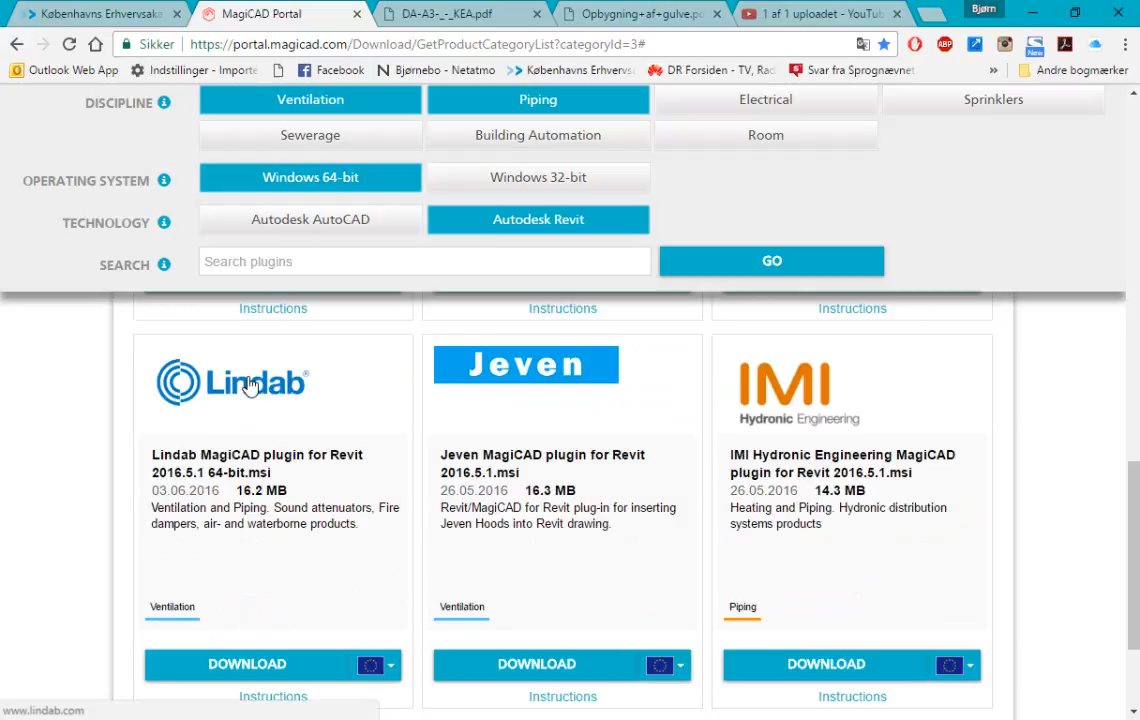 Københavns Erhvervsaka
MagiCAD Portal
DA-A3-_-_KEA.pdf
Opbygning+af+gulve.p
1 af 1 uploadet - YouTu
Bjørn
Sikker
https://portal.magicad.com/Download/GetProductCategoryList?categoryId=3#
ABP
New
Outlook Web App
Indstillinger - Importe
Facebook
Bjørnebo - Netatmo
Københavns Erhverv
DR Forsiden - TV, Rad
Svar fra Sprognævnet
»
Andre bogmærker
DISCIPLINE
Ventilation
Piping
Electrical
Sprinklers
Sewerage
Building Automation
Room
OPERATING SYSTEM
Windows 64-bit
Windows 32-bit
TECHNOLOGY
Autodesk AutoCAD
Autodesk Revit
SEARCH
Search plugins
GO
Instructions
Instructions
Instructions
Lindab®
Lindab MagiCAD plugin for Revit
2016.5.1 64-bit.msi
03.06.2016 16.2 MB
Ventilation and Piping. Sound attenuators, Fire
dampers, air- and waterborne products.
Ventilation
DOWNLOAD
Instructions
Jeven
Jeven MagiCAD plugin for Revit
2016.5.1.msi
26.05.2016 16.3 MB
Revit/MagiCAD for Revit plug-in for inserting
Jeven Hoods into Revit drawing.
Ventilation
DOWNLOAD
Instructions
IMI
Hydronic Engineering
IMI Hydronic Engineering MagiCAD
plugin for Revit 2016.5.1.msi
26.05.2016 14.3 MB
Heating and Piping. Hydronic distribution
systems products
Piping
DOWNLOAD
Instructions
www.lindab.com